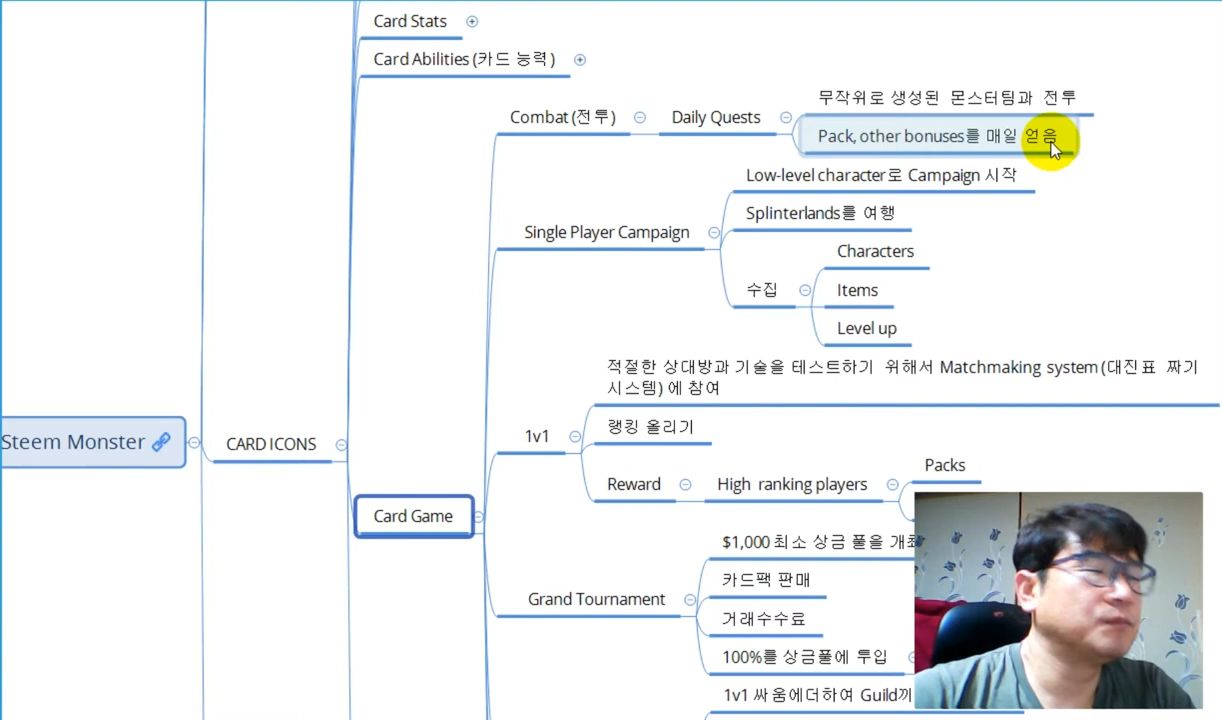 Card Stats
Card Abilities (카드 능력)
무작위로 생성된 몬스터팀과 전투
Combat (전투)
Daily Quests
Pack, other bonuses를 매일 얻음
Low-level character로 Campaign 시작
Splinterlands를 여행
Single Player Campaign
Characters
수집
Items
Level up
적절한 상대방과 기술을 테스트하기 위해서 Matchmaking system (대진표 짜기
시스템) 에 참여
1v1
랭킹 올리기
Steem Monster
CARD ICONS
Packs
Reward
High ranking players
Card Game
$1,000 최소 상금 풀을
카드팩 판매
Grand Tournament
거래수수료
100%를 상금풀에 투입
1v1 싸움에더하여 Guild끼